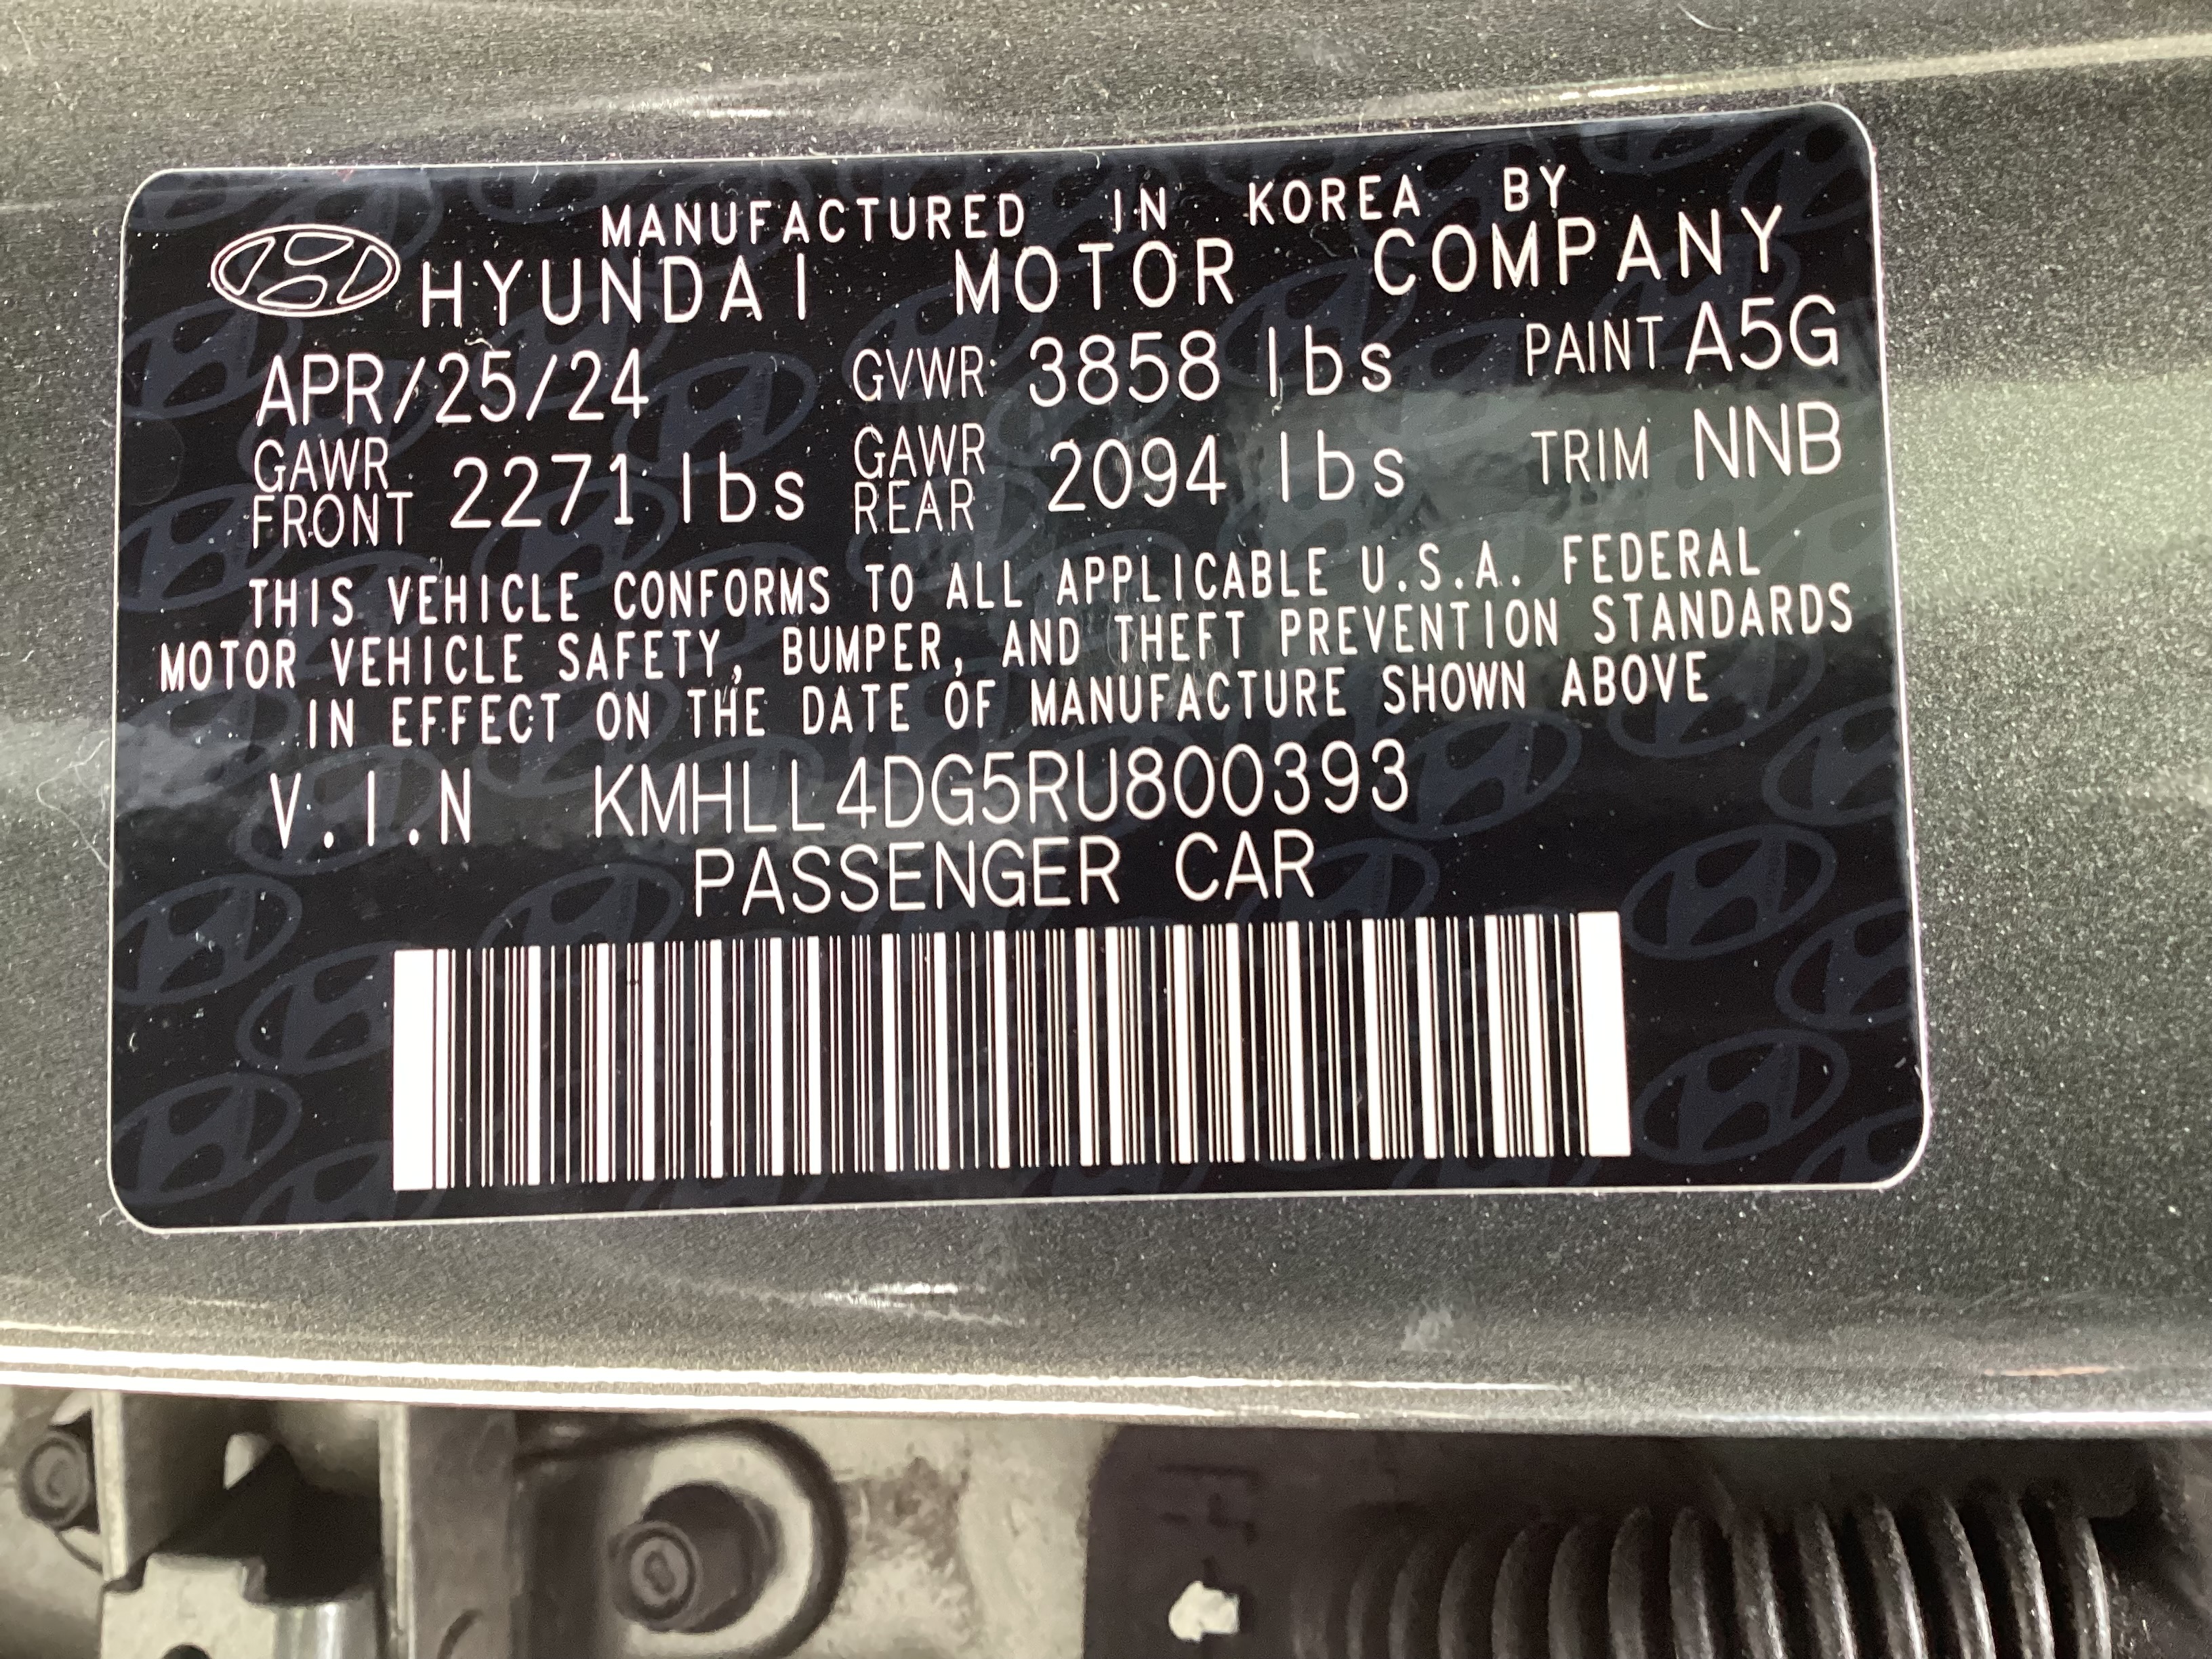 MANUFACTURED IN KOREA BY
HYUNDAI MOTOR COMPANY
APR/25/24 GVWR: 3858 lbs PAINT A5G
GAWR FRONT 2271 lbs GAWR REAR 2094 lbs TRIM NNB
THIS VEHICLE CONFORMS TO ALL APPLICABLE U.S.A. FEDERAL
MOTOR VEHICLE SAFETY, BUMPER, AND THEFT PREVENTION STANDARDS
IN EFFECT ON THE DATE OF MANUFACTURE SHOWN ABOVE
V.I.N KMHLL4DG5RU800393
PASSENGER CAR